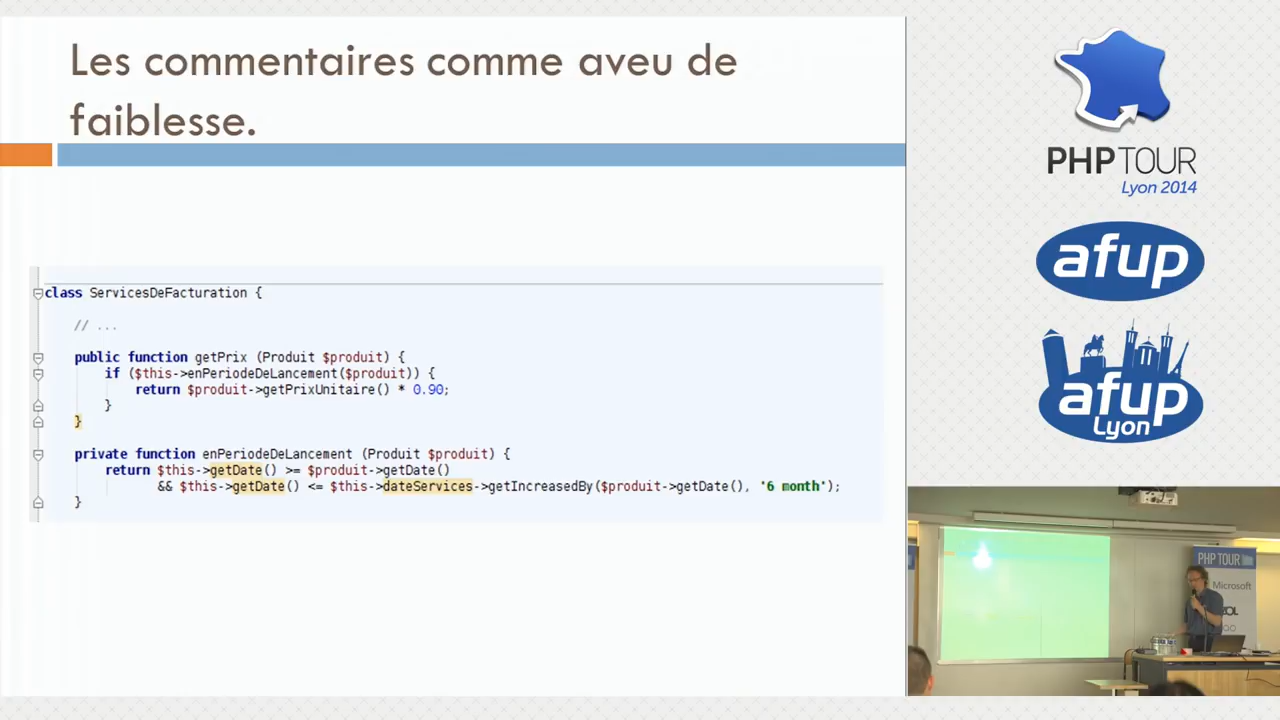 Les commentaires comme aveu de
faiblesse.
class ServicesDeFacturation {
// ...
public function getPrix (Produit $produit) {
if ($this->enPeriodeDeLancement($produit)) {
return $produit->getPrixUnitaire() * 0.90;
}
}
private function enPeriodeDeLancement (Produit $produit) {
return $this->getDate() >= $produit->getDate()
&& $this->getDate() <= $this->dateServices->getIncreasedBy($produit->getDate(), '6 month');
}
PHPTOUR
Lyon 2014
afup
afup
Lyon
PHP TOUR
Microsoft